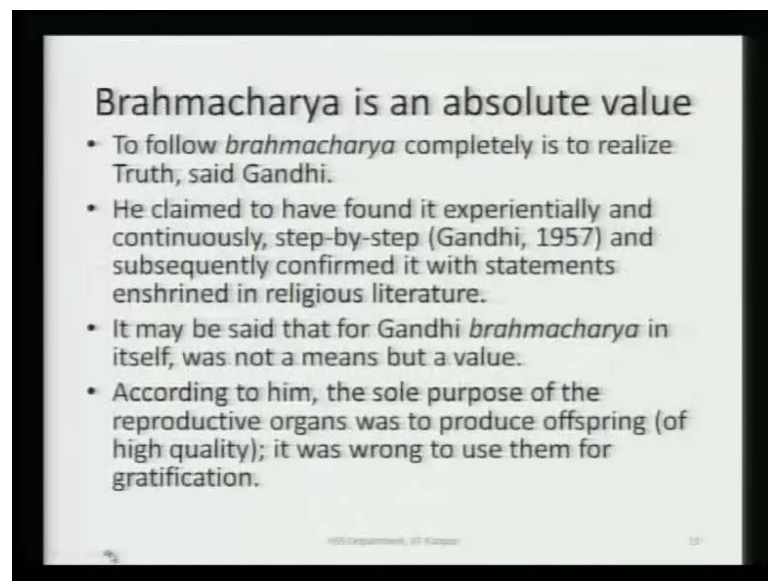 Brahmacharya is an absolute value
• To follow brahmacharya completely is to realize
Truth, said Gandhi.
• He claimed to have found it experientially and
continuously, step-by-step (Gandhi, 1957) and
subsequently confirmed it with statements
enshrined in religious literature.
• It may be said that for Gandhi brahmacharya in
itself, was not a means but a value.
• According to him, the sole purpose of the
reproductive organs was to produce offspring (of
high quality); it was wrong to use them for
gratification.
HSS Department, IIT Kanpur